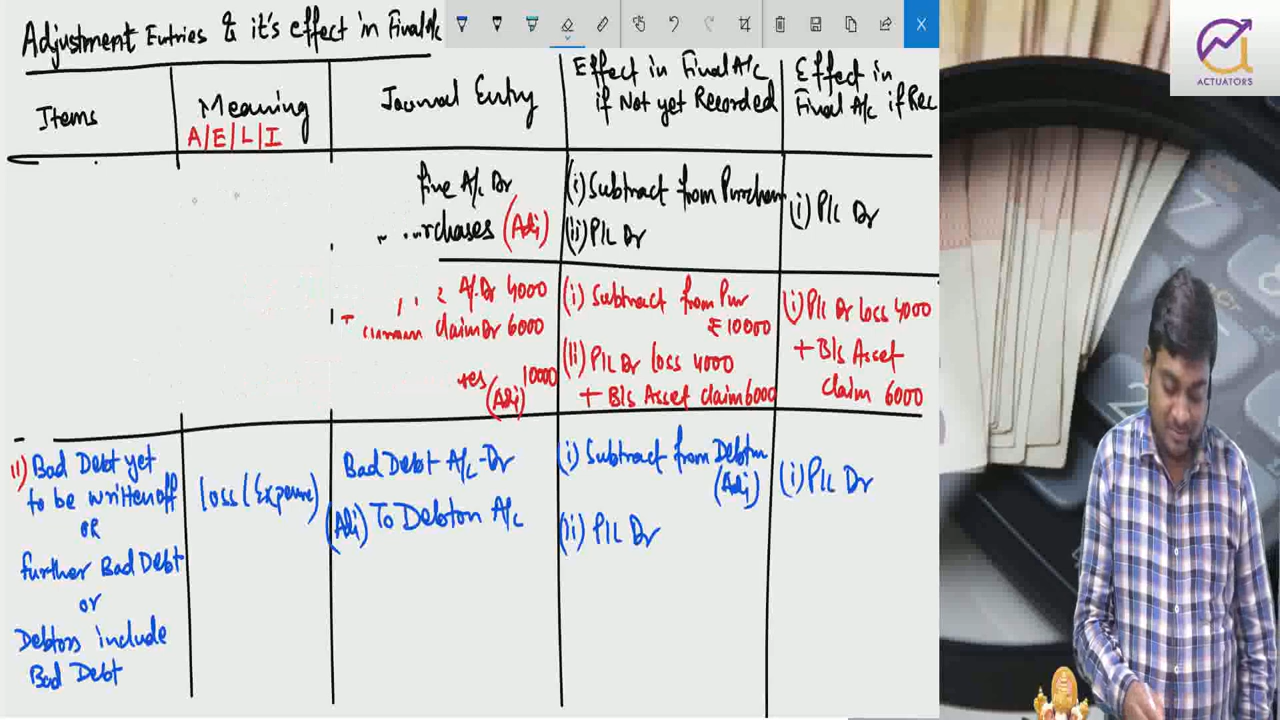 Adjustment Entries & it's effect in Final A/c
Items
Meaning
A/E/L/I
Journal Entry
Effect in Final A/c
if Not yet Recorded
Effect in
Final A/c if Rec
fire A/c Dr
rchases (Adj)
(i) Subtract from Purchases
(ii) P/L Dr
(i) P/L Dr
A/c Dr 4000
claim Dr 6000
10000
(Adj)
(i) Subtract from Pur
₹ 10000
(ii) P/L Dr loss 4000
+ B/s Asset claim 6000
(i) P/L Dr loss 4000
+ B/s Asset
claim 6000
11) Bad Debt yet
to be written off
OR
further Bad Debt
or
Debtors include
Bad Debt
loss (Expense)
Bad Debt A/c - Dr
(Adj) To Debtors A/c
(i) Subtract from Debtors
(Adj)
(ii) P/L Dr
(i) P/L Dr
ACTUATORS